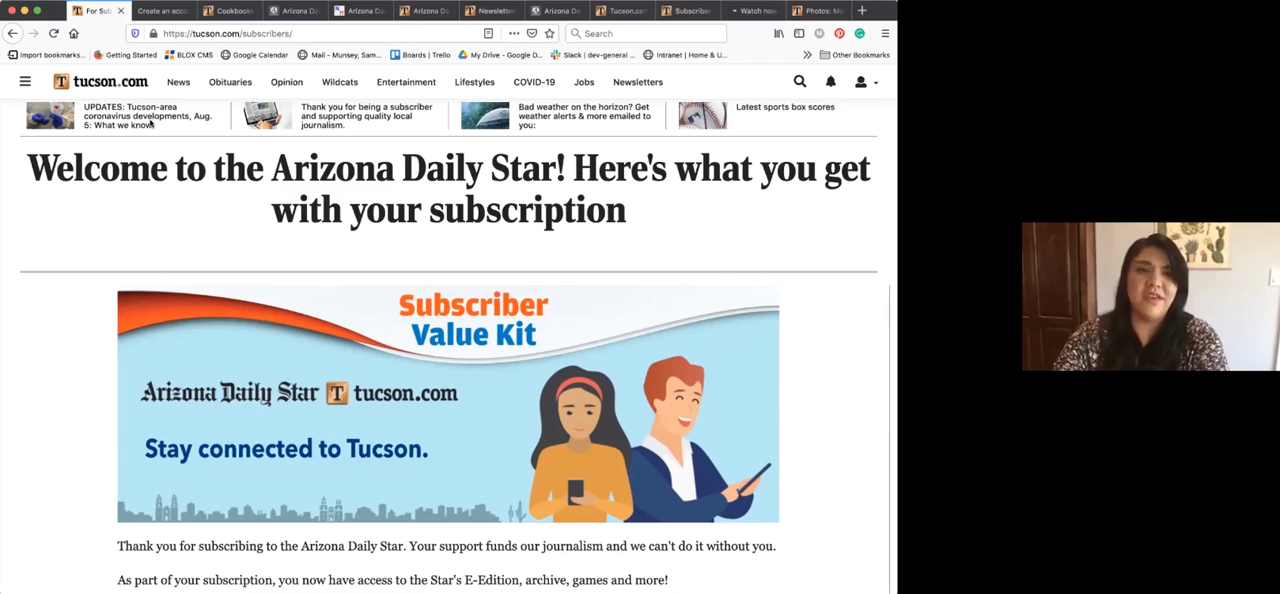 For Sub
Create an acco
Cookbooks
Arizona Da
Arizona Da
Arizona Da
Newsletter
Arizona Da
Tucson.com
Subscriber
Watch now
Photos: Me
https://tucson.com/subscribers/
Search
Import bookmarks...
Getting Started
BLOX CMS
Google Calendar
Mail - Munsey, Sam...
Boards | Trello
My Drive - Google D...
Slack | dev-general ...
Intranet | Home & U...
Other Bookmarks
tucson.com
News
Obituaries
Opinion
Wildcats
Entertainment
Lifestyles
COVID-19
Jobs
Newsletters
UPDATES: Tucson-area
coronavirus developments, Aug.
5: What we know
Thank you for being a subscriber
and supporting quality local
journalism.
Bad weather on the horizon? Get
weather alerts & more emailed to
you:
Latest sports box scores
Welcome to the Arizona Daily Star! Here's what you get
with your subscription
Subscriber
Value Kit
Arizona Daily Star T tucson.com
Stay connected to Tucson.
Thank you for subscribing to the Arizona Daily Star. Your support funds our journalism and we can't do it without you.
As part of your subscription, you now have access to the Star's E-Edition, archive, games and more!